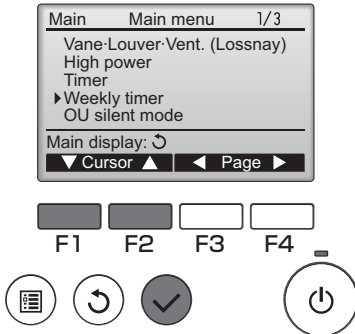 Main Main menu 1/3
Vane·Louver·Vent. (Lossnay)
High power
Timer
▶Weekly timer
OU silent mode
Main display: ↺
▼ Cursor ▲ ◀ Page ▶
F1 F2 F3 F4